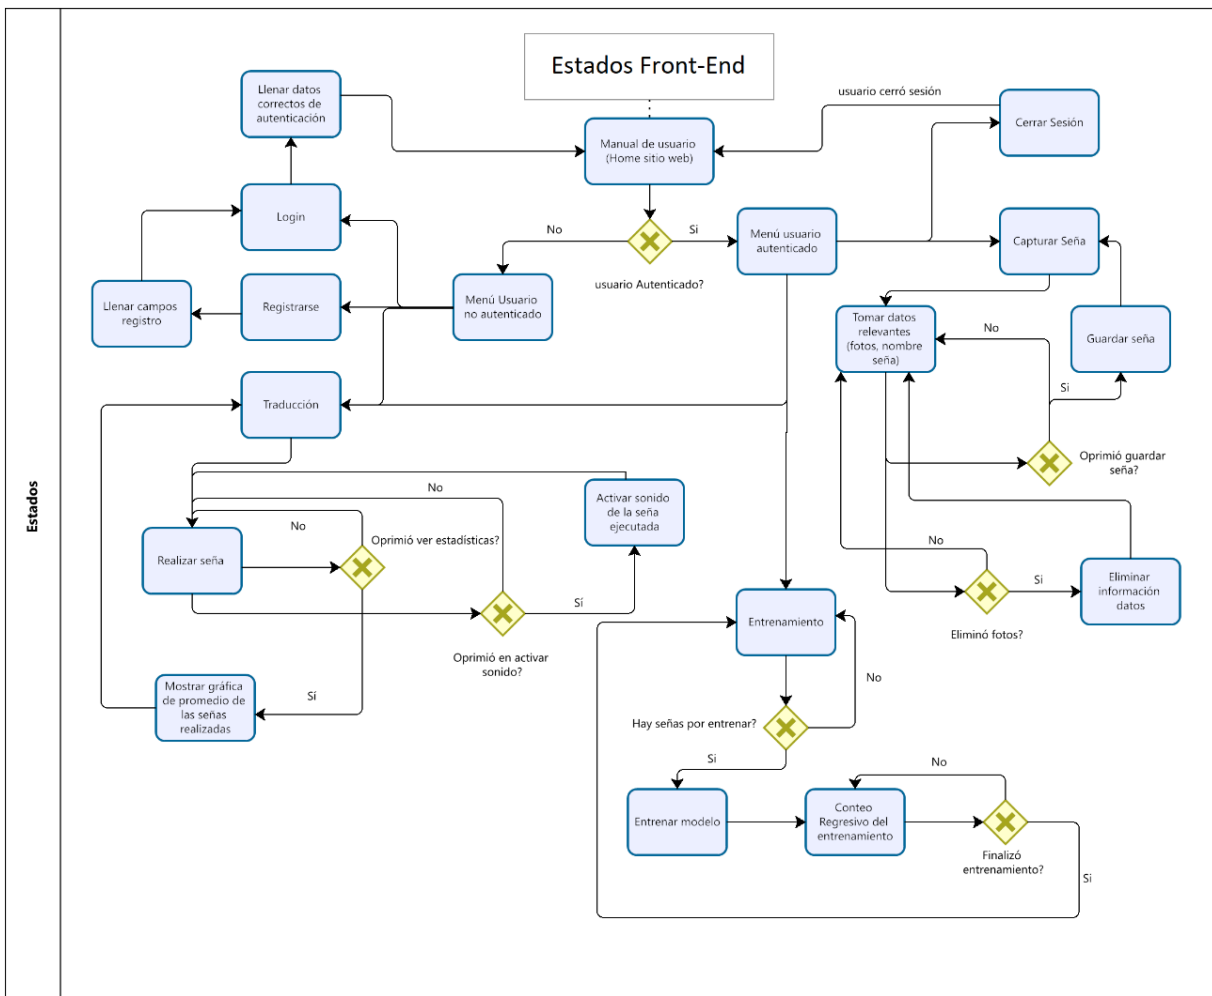 Estados Front-End
Llenar datos
correctos de
autenticación
usuario cerró sesión
Cerrar Sesión
Manual de usuario
(Home sitio web)
Login
No
Si
Menú usuario
autenticado
Capturar Seña
usuario Autenticado?
Llenar campos
registro
Registrarse
Menú Usuario
no autenticado
Tomar datos
relevantes
(fotos, nombre
seña)
No
Guardar seña
Si
Traducción
Oprimió guardar
seña?
Estados
No
Activar sonido
de la seña
ejecutada
No
Oprimió ver estadísticas?
Realizar seña
No
Sí
Si
Eliminar
información
datos
Entrenamiento
Eliminó fotos?
Oprimió en activar
sonido?
Mostrar gráfica
de promedio de
las señas
realizadas
Sí
No
Hay señas por entrenar?
Si
No
Entrenar modelo
Conteo
Regresivo del
entrenamiento
Finalizó
entrenamiento?
Si